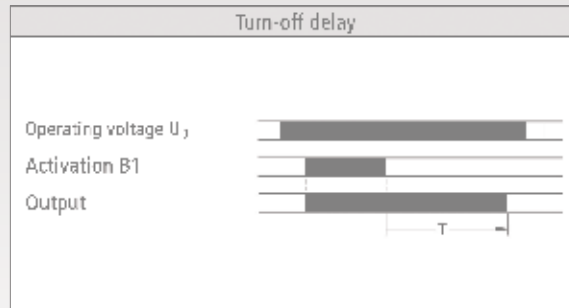 Turn-off delay
Operating voltage U
Activation B1
Output
T